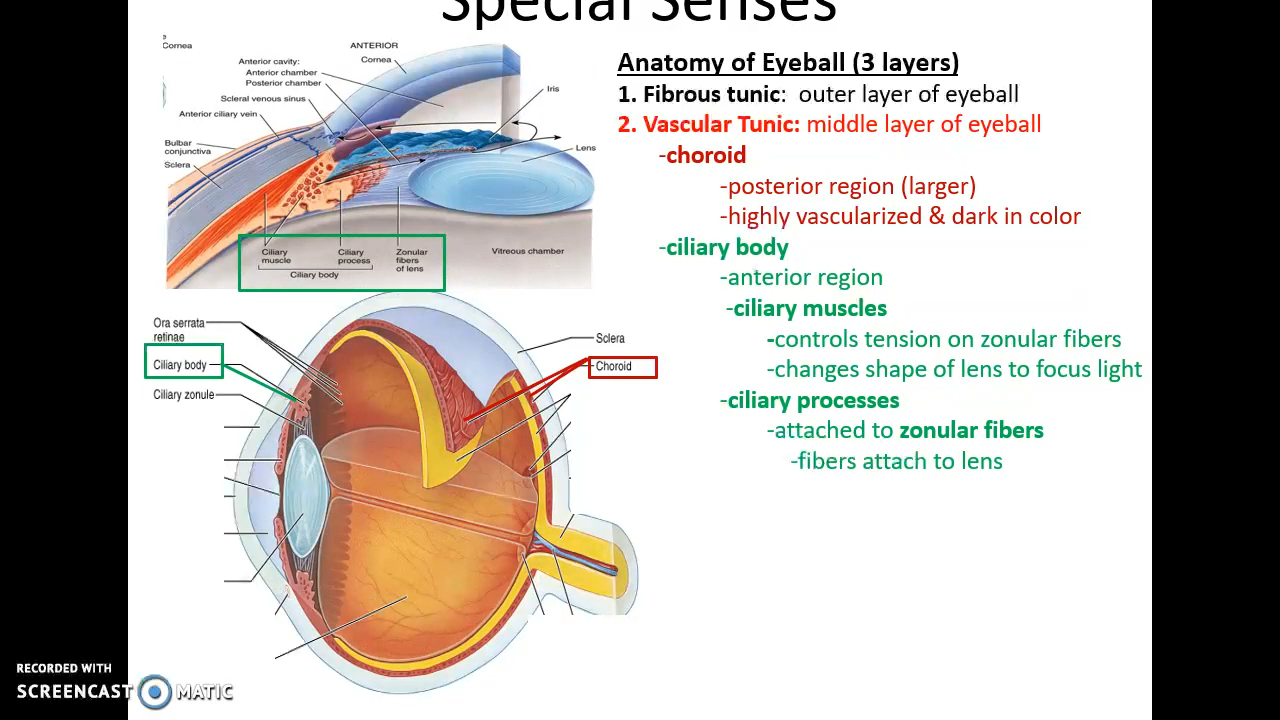 Special Senses
Cornea
ANTERIOR
Cornea
Anterior cavity:
Anterior chamber
Posterior chamber
Scleral venous sinus
Anterior ciliary vein
Bulbar
conjunctiva
Sclera
Iris
Lens
Ciliary
muscle
Ciliary
process
Ciliary body
Zonular
fibers
of lens
Vitreous chamber
Ora serrata
retinae
Ciliary body
Ciliary zonule
Sclera
Choroid
Anatomy of Eyeball (3 layers)
1. Fibrous tunic: outer layer of eyeball
2. Vascular Tunic: middle layer of eyeball
-choroid
-posterior region (larger)
-highly vascularized & dark in color
-ciliary body
-anterior region
-ciliary muscles
-controls tension on zonular fibers
-changes shape of lens to focus light
-ciliary processes
-attached to zonular fibers
-fibers attach to lens
RECORDED WITH
SCREENCAST MATIC